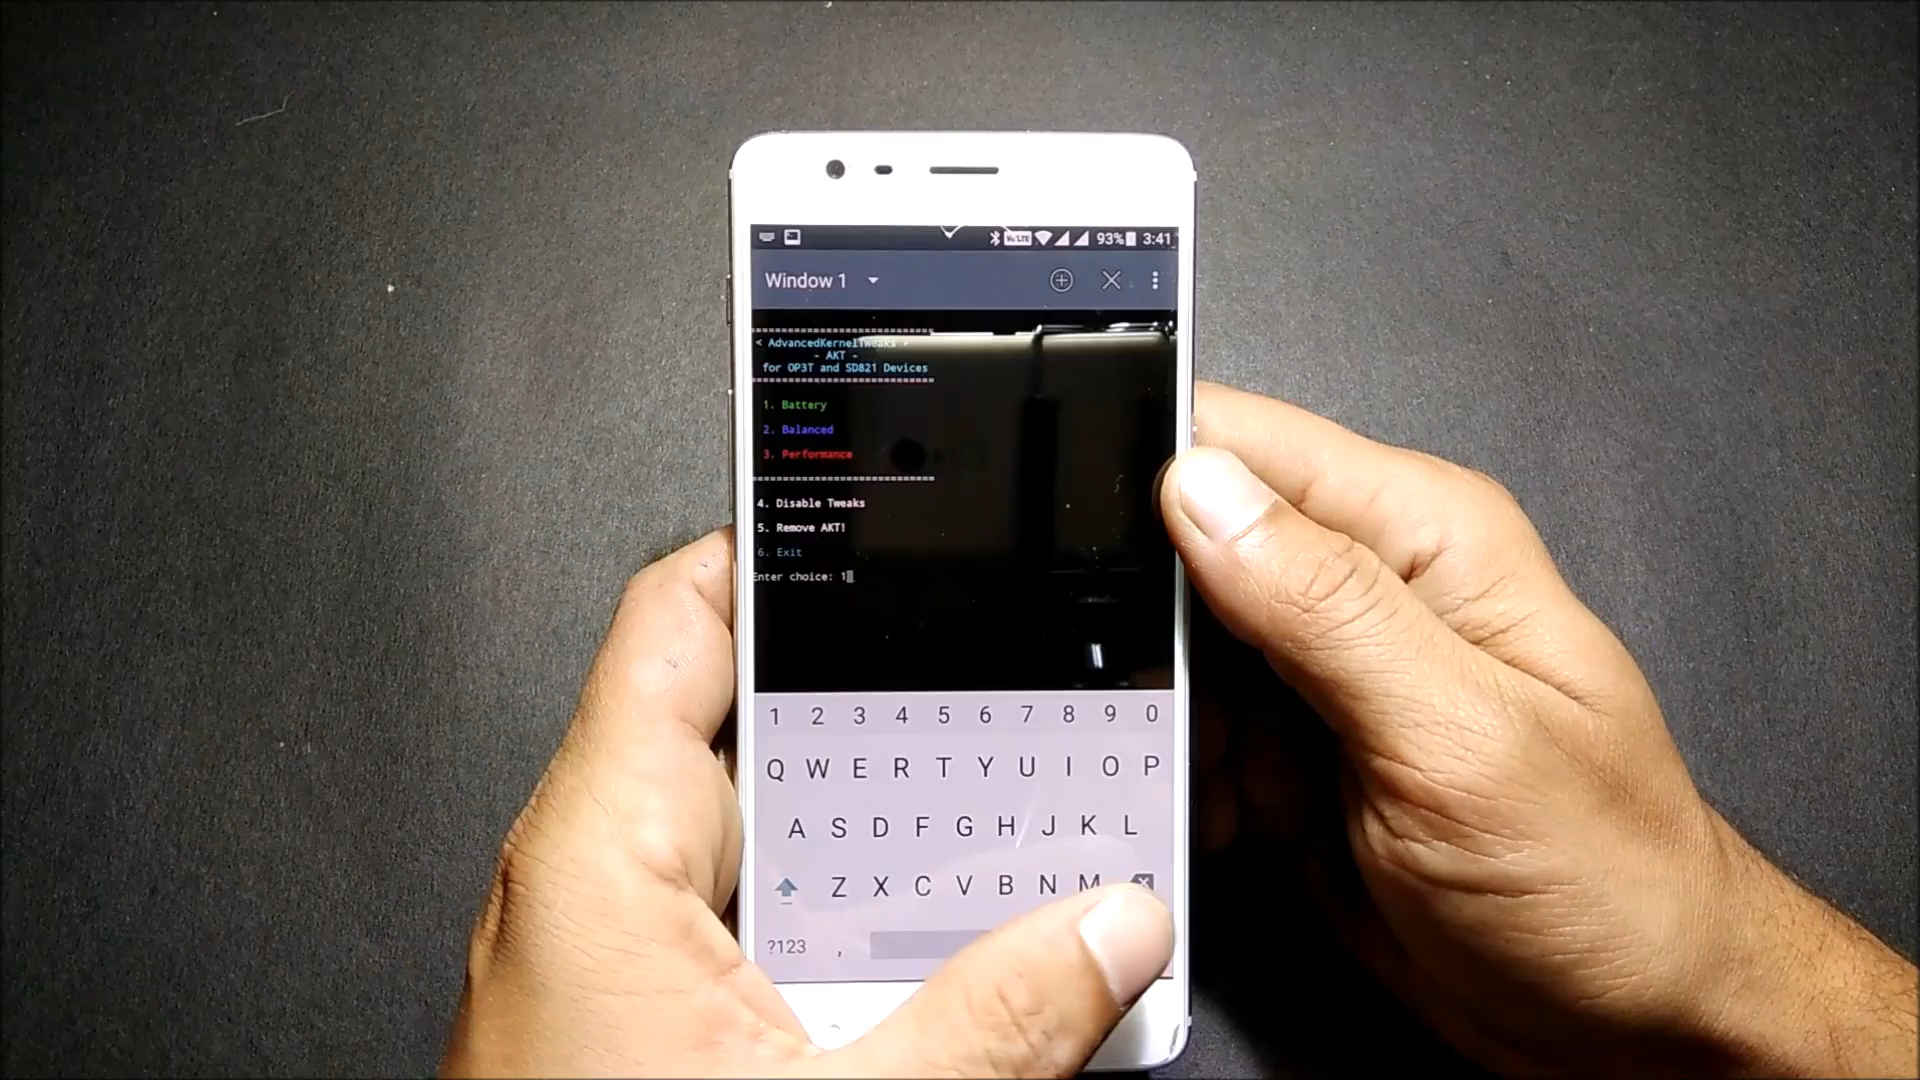 VoLTE 93% 3:41
Window 1
==============================
< AdvancedKernelTweaks >
- AKT -
for OP3T and SD821 Devices
==============================
1. Battery
2. Balanced
3. Performance
==============================
4. Disable Tweaks
5. Remove AKT!
6. Exit
Enter choice: 1
1 2 3 4 5 6 7 8 9 0
Q W E R T Y U I O P
A S D F G H J K L
Z X C V B N M
?123 ,